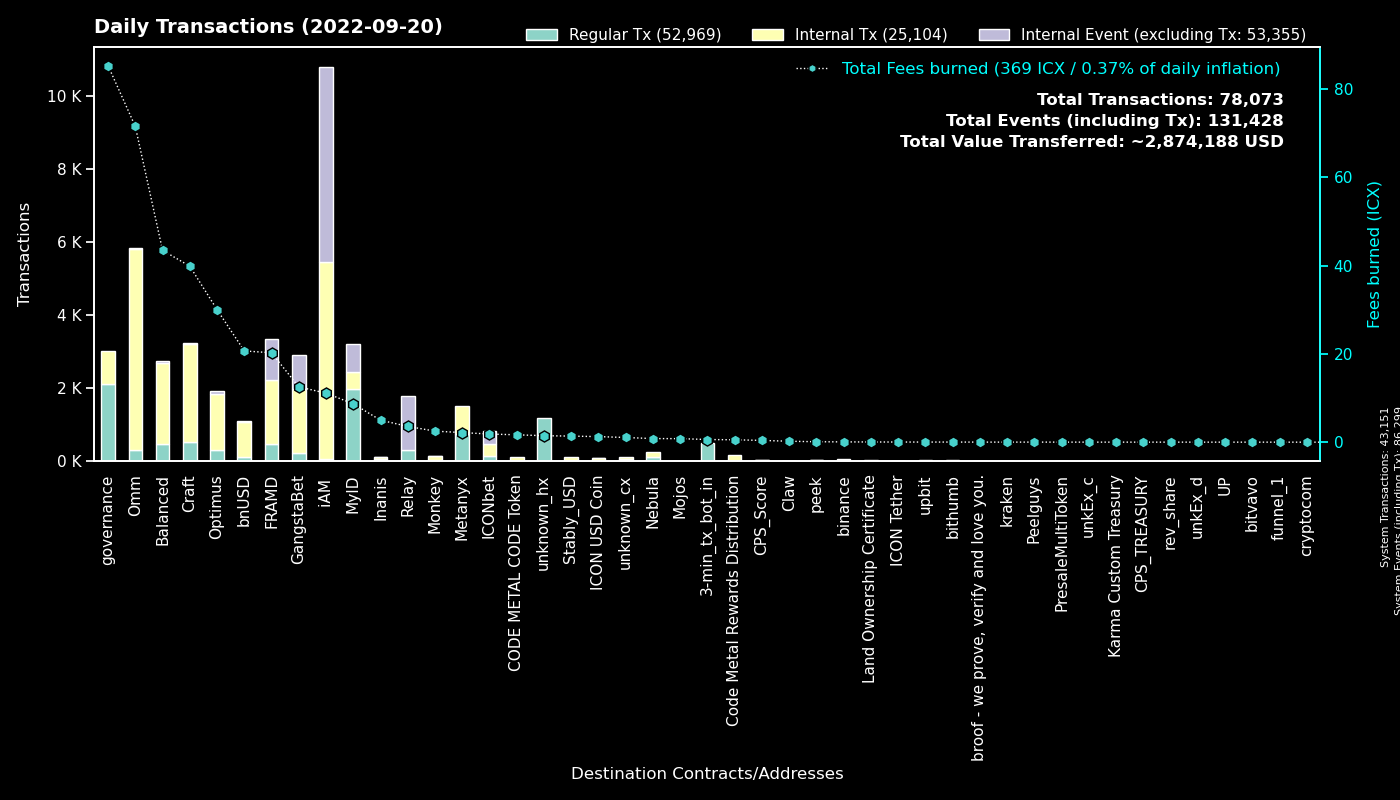 Daily Transactions (2022-09-20)
Regular Tx (52,969)
Internal Tx (25,104)
Internal Event (excluding Tx: 53,355)
Total Fees burned (369 ICX / 0.37% of daily inflation)
Total Transactions: 78,073
Total Events (including Tx): 131,428
Total Value Transferred: ~2,874,188 USD
Transactions
10 K
8 K
6 K
4 K
2 K
0 K
80
60
40
20
0
Fees burned (ICX)
governance
Omm
Balanced
Craft
Optimus
bnUSD
FRAMD
GangstaBet
iAM
MyID
Inanis
Relay
Monkey
Metanyx
ICONbet
CODE METAL CODE Token
unknown_hx
Stably_USD
ICON USD Coin
unknown_cx
Nebula
Mojos
3-min_tx_bot_in
Code Metal Rewards Distribution
CPS_Score
Claw
peek
binance
Land Ownership Certificate
ICON Tether
upbit
bithumb
broof - we prove, verify and love you.
kraken
Peelguys
PresaleMultiToken
unkEx_c
Karma Custom Treasury
CPS_TREASURY
rev_share
unkEx_d
UP
bitvavo
funnel_1
cryptocom
Destination Contracts/Addresses
System Transactions: 43,151
System Events (including Tx): 86,299